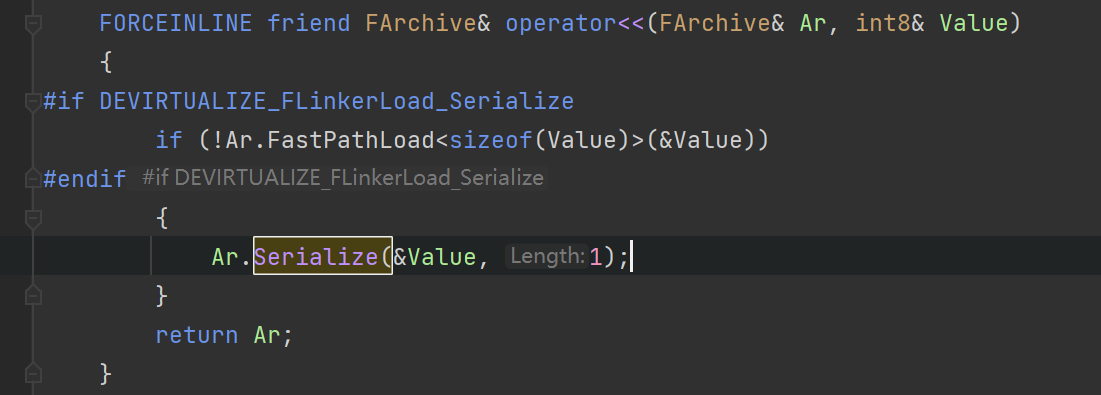 FORCEINLINE friend FArchive& operator<<(FArchive& Ar, int8& Value)
{
#if DEVIRTUALIZE_FLinkerLoad_Serialize
if (!Ar.FastPathLoad<sizeof(Value)>(&Value))
#endif #if DEVIRTUALIZE_FLinkerLoad_Serialize
{
Ar.Serialize(&Value, Length: 1);
}
return Ar;
}